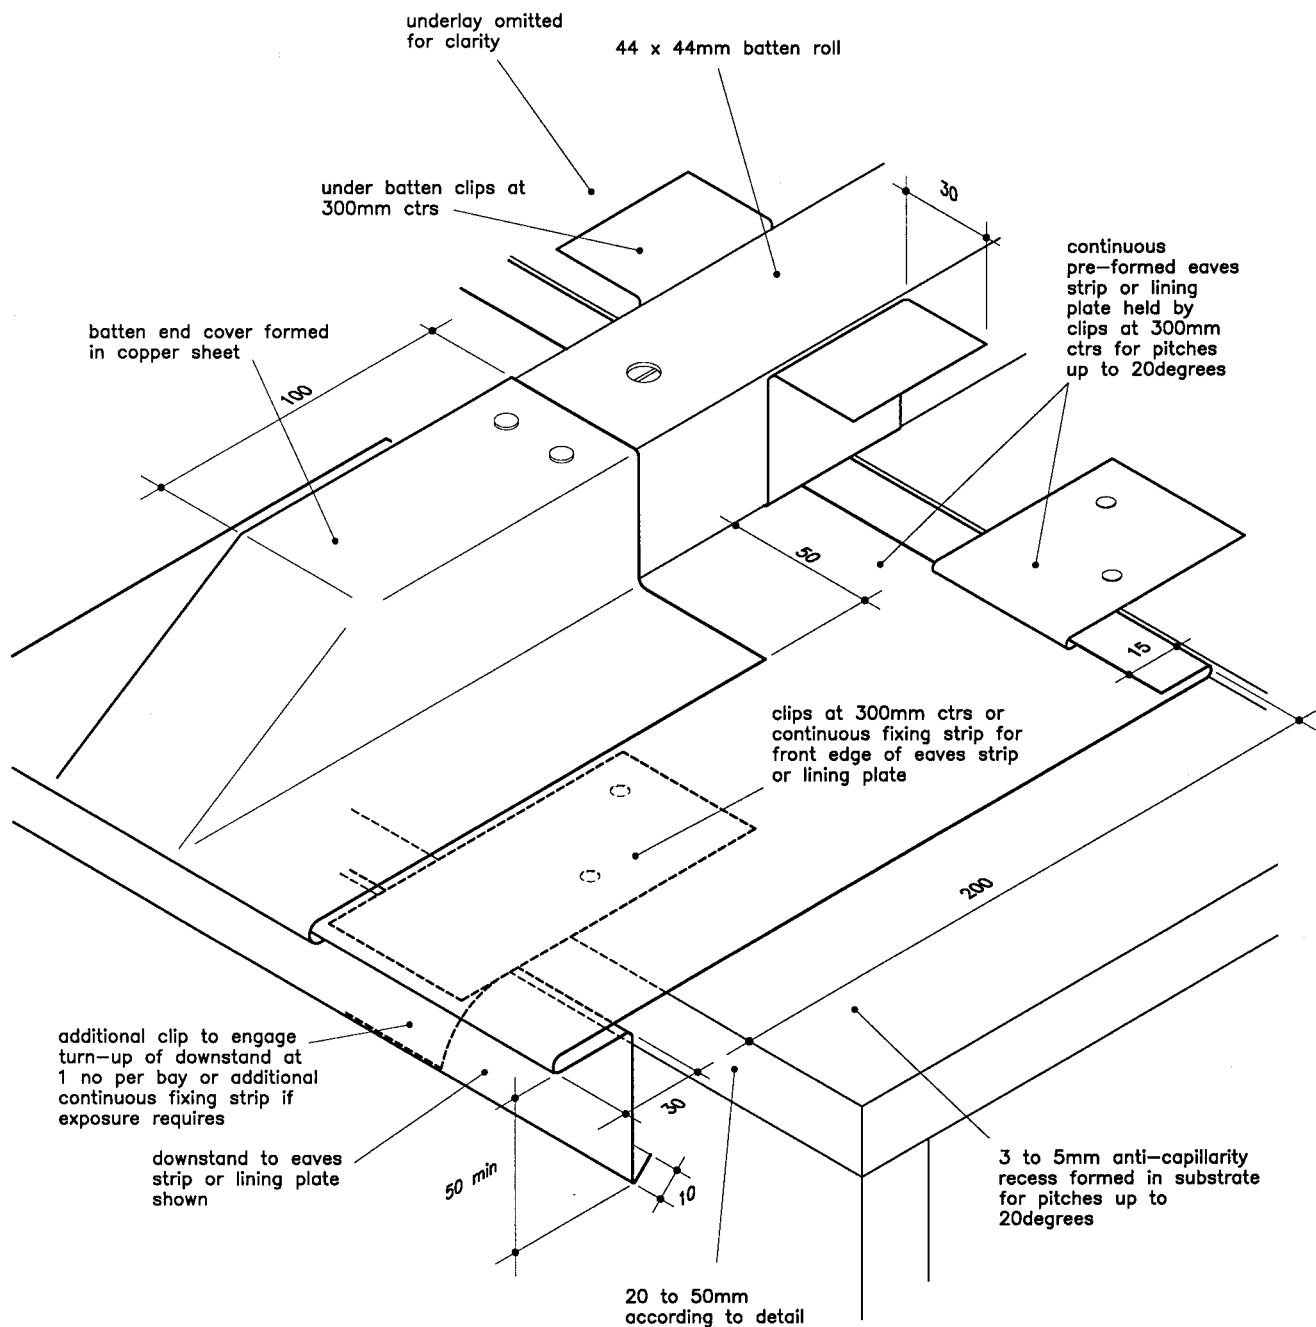 underlay omitted
for clarity
44 x 44mm batten roll
under batten clips at
300mm ctrs
30
continuous
pre-formed eaves
strip or lining
plate held by
clips at 300mm
ctrs for pitches
up to 20degrees
batten end cover formed
in copper sheet
100
50
15
clips at 300mm ctrs or
continuous fixing strip for
front edge of eaves strip
or lining plate
200
additional clip to engage
turn-up of downstand at
1 no per bay or additional
continuous fixing strip if
exposure requires
30
downstand to eaves
strip or lining plate
shown
50 min
10
3 to 5mm anti-capillarity
recess formed in substrate
for pitches up to
20degrees
20 to 50mm
according to detail